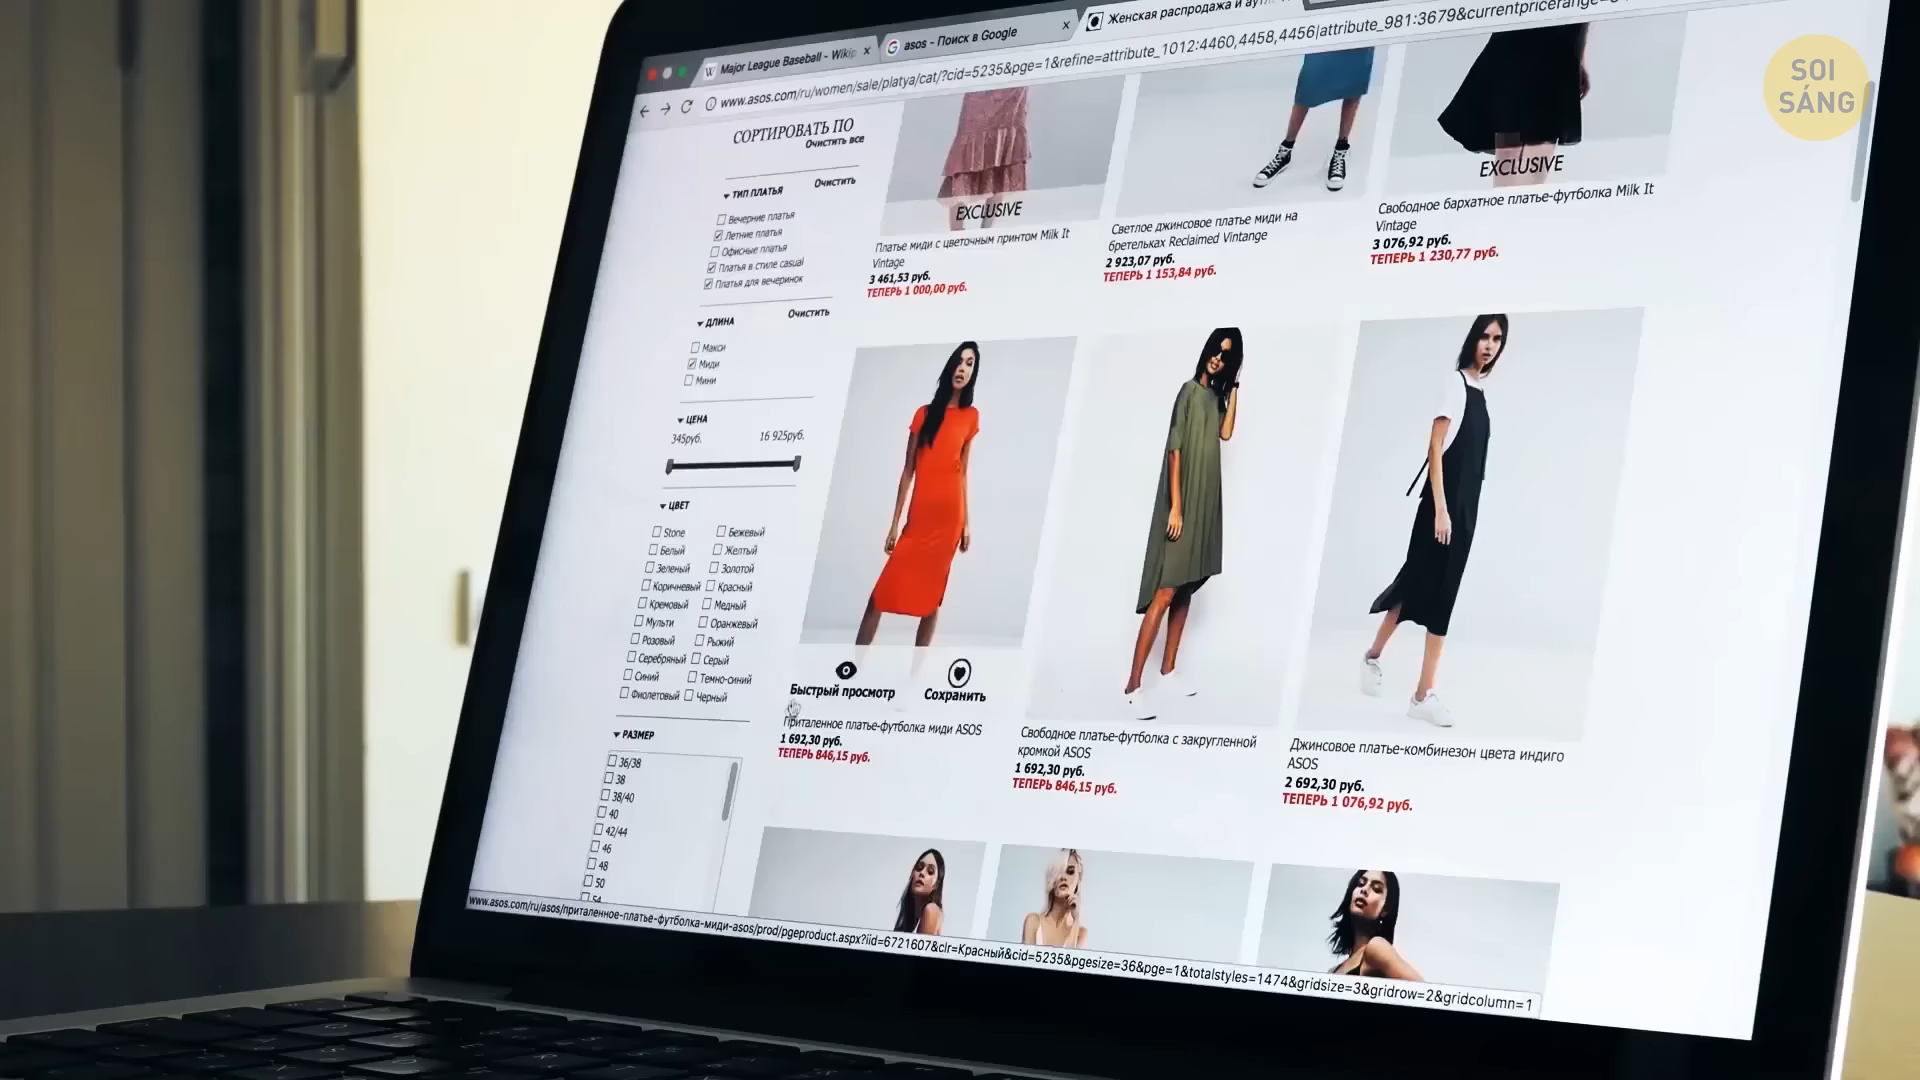 SOI
SÁNG
Major League Baseball - Wikip
asos - Поиск в Google
Женская распродажа и
www.asos.com/ru/women/sale/platya/cat/?cid=5235&pge=1&refine=attribute_1012:4460,4458,4456|attribute_981:3679&currentpricerange=
СОРТИРОВАТЬ ПО
Очистить все
ТИП ПЛАТЬЯ
Очистить
Вечерние платья
Летние платья
Офисные платья
Платья в стиле casual
Платья для вечеринок
ДЛИНА
Очистить
Макси
Миди
Мини
ЦЕНА
345руб.
16 925руб.
ЦВЕТ
Stone
Бежевый
Белый
Желтый
Зеленый
Золотой
Коричневый
Красный
Кремовый
Медный
Мульти
Оранжевый
Розовый
Рыжий
Серебряный
Серый
Синий
Темно-синий
Фиолетовый
Черный
РАЗМЕР
36/38
38
38/40
40
42/44
46
48
50
54
EXCLUSIVE
Платье миди с цветочным принтом Milk It
Vintage
3 461,53 руб.
ТЕПЕРЬ 1 000,00 руб.
Светлое джинсовое платье миди на
бретельках Reclaimed Vintange
2 923,07 руб.
ТЕПЕРЬ 1 153,84 руб.
EXCLUSIVE
Свободное бархатное платье-футболка Milk It
Vintage
3 076,92 руб.
ТЕПЕРЬ 1 230,77 руб.
Быстрый просмотр
Сохранить
Приталенное платье-футболка миди ASOS
1 692,30 руб.
ТЕПЕРЬ 846,15 руб.
Свободное платье-футболка с закругленной
кромкой ASOS
1 692,30 руб.
ТЕПЕРЬ 846,15 руб.
Джинсовое платье-комбинезон цвета индиго
ASOS
2 692,30 руб.
ТЕПЕРЬ 1 076,92 руб.
www.asos.com/ru/asos/приталенное-платье-футболка-миди-asos/prod/pgeproduct.aspx?iid=6721607&clr=Красный&cid=5235&pgesize=36&pge=1&totalstyles=1474&gridsize=3&gridrow=2&gridcolumn=1